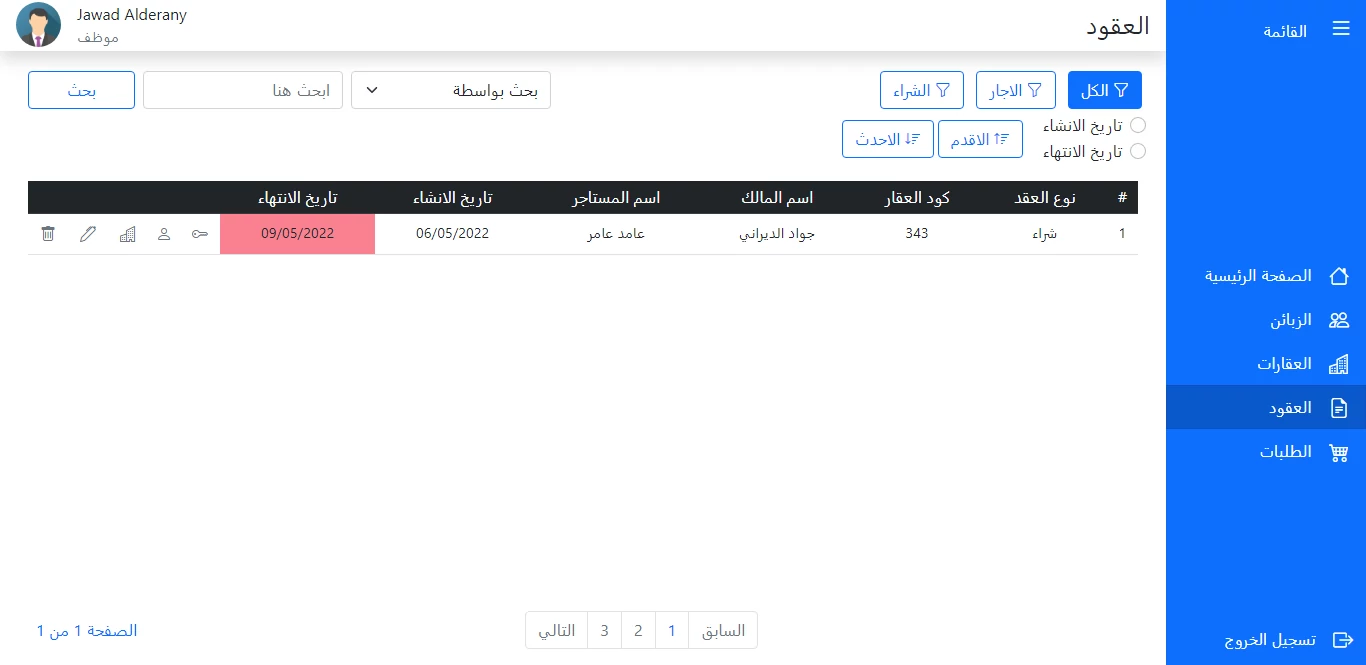 القائمة
الصفحة الرئيسية
الزبائن
العقارات
العقود
الطلبات
تسجيل الخروج
العقود
Jawad Alderany
موظف
الكل الاجار الشراء
بحث بواسطة ابحث هنا بحث
تاريخ الانشاء
تاريخ الانتهاء
الاقدم الاحدث
# نوع العقد كود العقار اسم المالك اسم المستاجر تاريخ الانشاء تاريخ الانتهاء
1 شراء 343 جواد الديراني عامد عامر 06/05/2022 09/05/2022
السابق 1 2 3 التالي
الصفحة 1 من 1